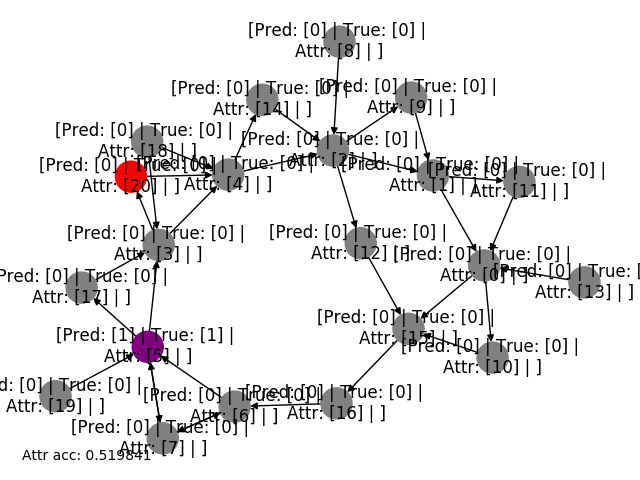 [Pred: [0] | True: [0] |
Attr: [8] | ]
[Pred: [0] | True: [0] |
Attr: [14] | ]
[Pred: [0] | True: [0] |
Attr: [9] | ]
[Pred: [0] | True: [0] |
Attr: [18] | ]
[Pred: [0] | True: [0] |
Attr: [2] | ]
[Pred: [0] | True: [0] |
Attr: [20] | ]
[Pred: [0] | True: [0] |
Attr: [4] | ]
[Pred: [0] | True: [0] |
Attr: [1] | ]
[Pred: [0] | True: [0] |
Attr: [11] | ]
[Pred: [0] | True: [0] |
Attr: [3] | ]
[Pred: [0] | True: [0] |
Attr: [12] | ]
[Pred: [0] | True: [0] |
Attr: [0] | ]
Pred: [0] | True: [0] |
Attr: [17] | ]
[Pred: [0] | True: [
Attr: [13] | ]
[Pred: [0] | True: [0] |
Attr: [15] | ]
[Pred: [1] | True: [1] |
Attr: [5] | ]
[Pred: [0] | True: [0] |
Attr: [10] | ]
d: [0] | True: [0] |
Attr: [19] | ]
[Pred: [0] | True: [0] |
Attr: [6] | ]
[Pred: [0] | True: [0] |
Attr: [16] | ]
[Pred: [0] | True: [0] |
Attr: [7] | ]
Attr acc: 0.519841